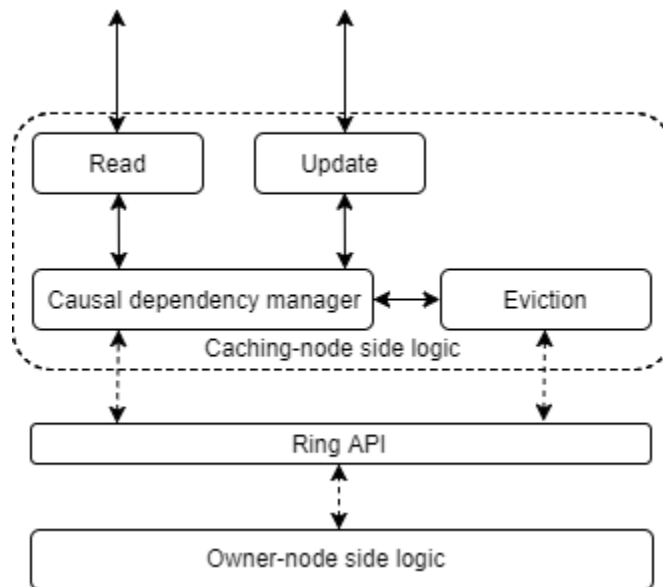 Read
Update
Causal dependency manager
Eviction
Caching-node side logic
Ring API
Owner-node side logic